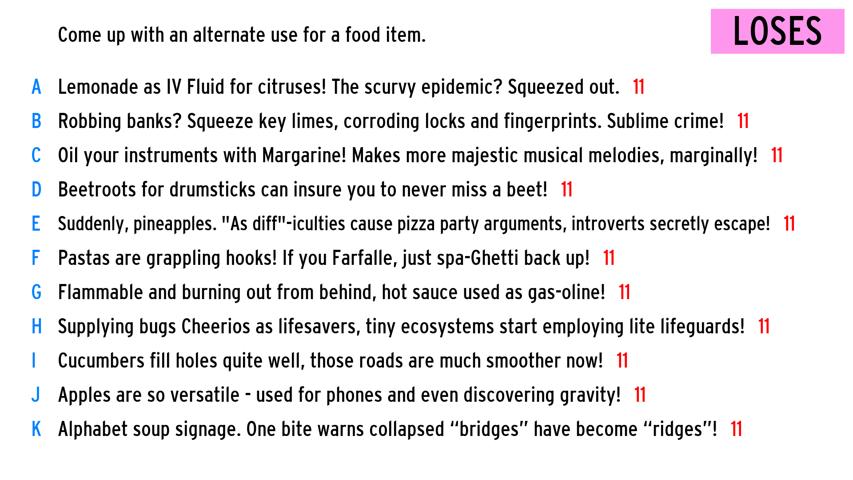 Come up with an alternate use for a food item.
LOSES
A Lemonade as IV Fluid for citruses! The scurvy epidemic? Squeezed out. 11
B Robbing banks? Squeeze key limes, corroding locks and fingerprints. Sublime crime! 11
C Oil your instruments with Margarine! Makes more majestic musical melodies, marginally! 11
D Beetroots for drumsticks can insure you to never miss a beet! 11
E Suddenly, pineapples. "As diff"-iculties cause pizza party arguments, introverts secretly escape! 11
F Pastas are grappling hooks! If you Farfalle, just spa-Ghetti back up! 11
G Flammable and burning out from behind, hot sauce used as gas-oline! 11
H Supplying bugs Cheerios as lifesavers, tiny ecosystems start employing lite lifeguards! 11
I Cucumbers fill holes quite well, those roads are much smoother now! 11
J Apples are so versatile - used for phones and even discovering gravity! 11
K Alphabet soup signage. One bite warns collapsed “bridges” have become “ridges”! 11